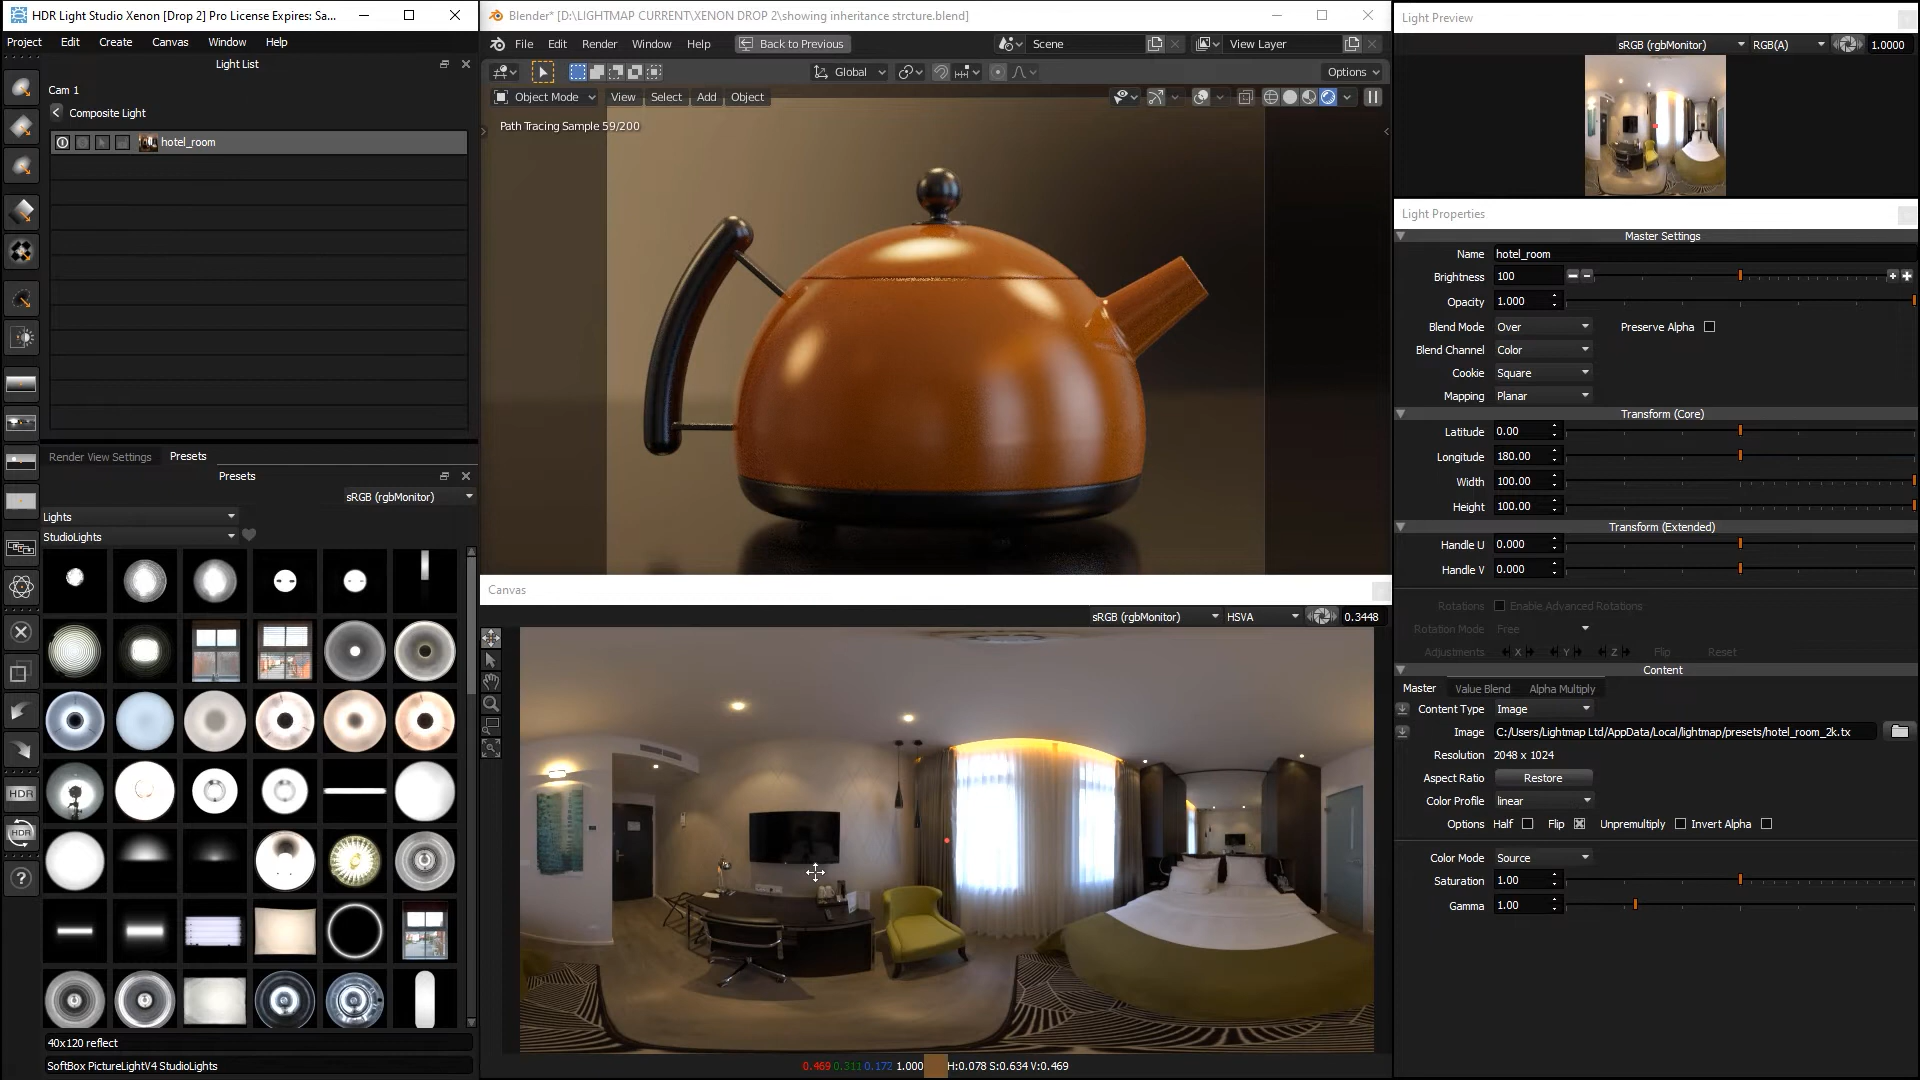 HDR Light Studio Xenon [Drop 2] Pro License Expires: Sa...
Project Edit Create Canvas Window Help
Light List
Cam 1
Composite Light
hotel_room
Render View Settings Presets
Presets
sRGB (rgbMonitor)
Lights
StudioLights
HDR
HDR
40x120 reflect
SoftBox PictureLightV4 StudioLights
Blender* [D:\LIGHTMAP CURRENT\XENON DROP 2\showing inheritance strcture.blend]
File Edit Render Window Help Back to Previous Scene View Layer
Global Options
Object Mode View Select Add Object
Path Tracing Sample 59/200
Canvas
sRGB (rgbMonitor) HSVA 0.3448
0.469 0.311 0.172 1.000 H:0.078 S:0.634 V:0.469
Light Preview
sRGB (rgbMonitor) RGB(A) 1.0000
Light Properties
Master Settings
Name hotel_room
Brightness 100
Opacity 1.000
Blend Mode Over Preserve Alpha
Blend Channel Color
Cookie Square
Mapping Planar
Transform (Core)
Latitude 0.00
Longitude 180.00
Width 100.00
Height 100.00
Transform (Extended)
Handle U 0.000
Handle V 0.000
Rotations Enable Advanced Rotations
Rotation Mode Free
Adjustments X Y Z Flip Reset
Content
Master Value Blend Alpha Multiply
Content Type Image
Image C:/Users/Lightmap Ltd/AppData/Local/lightmap/presets/hotel_room_2k.tx
Resolution 2048 x 1024
Aspect Ratio Restore
Color Profile linear
Options Half Flip Unpremultiply Invert Alpha
Color Mode Source
Saturation 1.00
Gamma 1.00